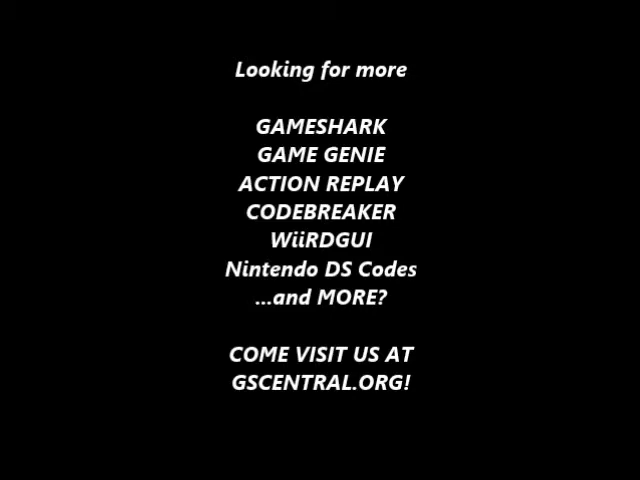 Looking for more
GAMESHARK
GAME GENIE
ACTION REPLAY
CODEBREAKER
WiiRDGUI
Nintendo DS Codes
...and MORE?
COME VISIT US AT
GSCENTRAL.ORG!